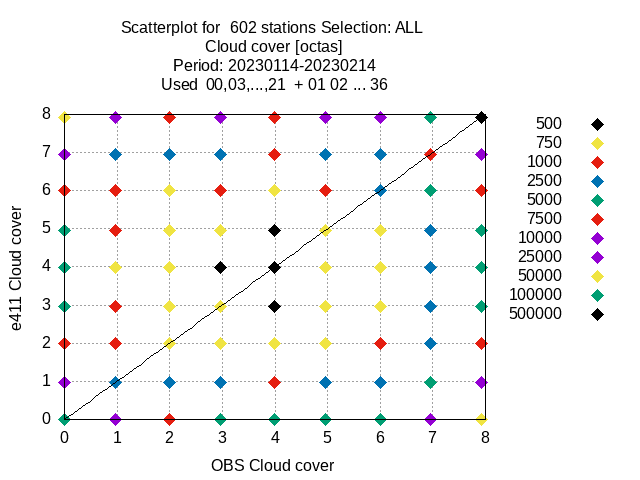 Scatterplot for  602 stations Selection: ALL
Cloud cover [octas]
Period: 20230114-20230214
Used  00,03,...,21  + 01 02 ... 36
8
7
6
5
4
3
2
1
0
e411 Cloud cover
0 1 2 3 4 5 6 7 8
OBS Cloud cover
500
750
1000
2500
5000
7500
10000
25000
50000
100000
500000